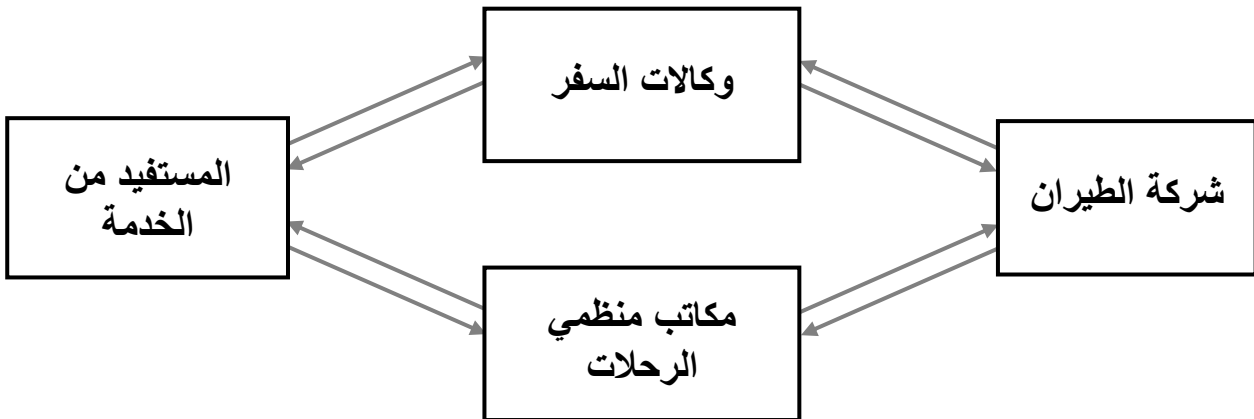 وكالات السفر
شركة الطيران
المستفيد من
الخدمة
مكاتب منظمي
الرحلات